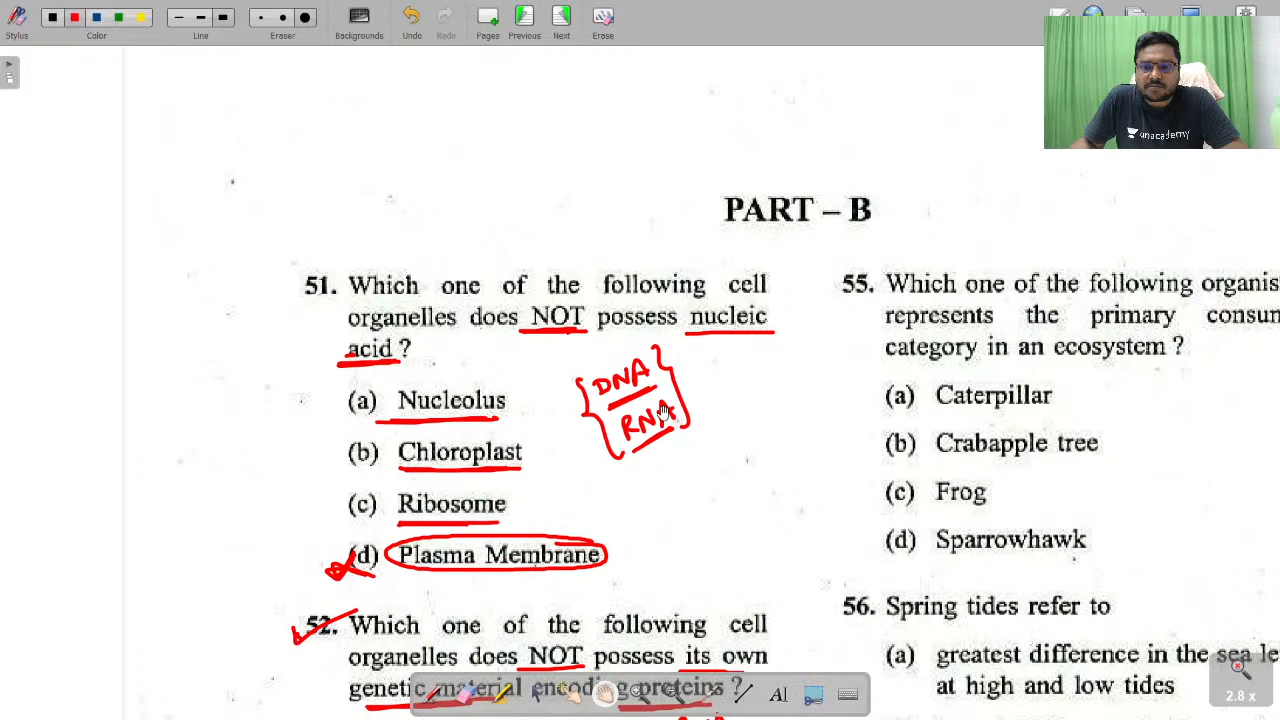 Stylus
Color
Line
Eraser
Backgrounds
Undo
Redo
Pages
Previous
Next
Erase
unacademy
PART – B
51. Which one of the following cell
organelles does NOT possess nucleic
acid ?
(a) Nucleolus
(b) Chloroplast
(c) Ribosome
(d) Plasma Membrane
DNA
RNA
52. Which one of the following cell
organelles does NOT possess its own
genetic material encoding proteins ?
55. Which one of the following organis
represents the primary consum
category in an ecosystem ?
(a) Caterpillar
(b) Crabapple tree
(c) Frog
(d) Sparrowhawk
56. Spring tides refer to
(a) greatest difference in the sea le
at high and low tides
AI
2.8 x